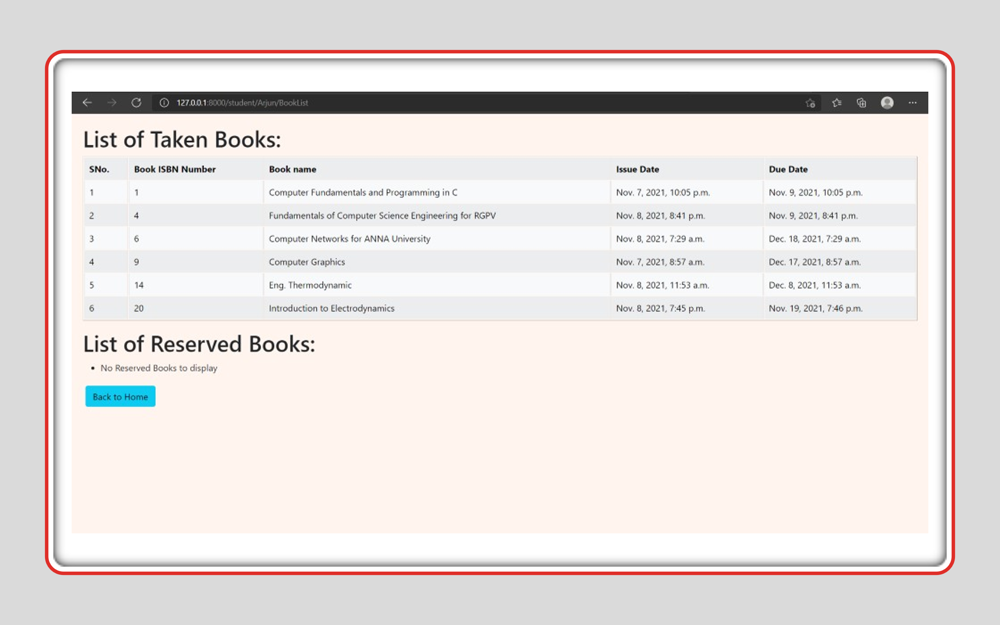 127.0.0.1:8000/student/Arjun/BookList
List of Taken Books:
SNo. Book ISBN Number Book name Issue Date Due Date
1 1 Computer Fundamentals and Programming in C Nov. 7, 2021, 10:05 p.m. Nov. 9, 2021, 10:05 p.m.
2 4 Fundamentals of Computer Science Engineering for RGPV Nov. 8, 2021, 8:41 p.m. Nov. 9, 2021, 8:41 p.m.
3 6 Computer Networks for ANNA University Nov. 8, 2021, 7:29 a.m. Dec. 18, 2021, 7:29 a.m.
4 9 Computer Graphics Nov. 7, 2021, 8:57 a.m. Dec. 17, 2021, 8:57 a.m.
5 14 Eng. Thermodynamic Nov. 8, 2021, 11:53 a.m. Dec. 8, 2021, 11:53 a.m.
6 20 Introduction to Electrodynamics Nov. 8, 2021, 7:45 p.m. Nov. 19, 2021, 7:46 p.m.
List of Reserved Books:
• No Reserved Books to display
Back to Home